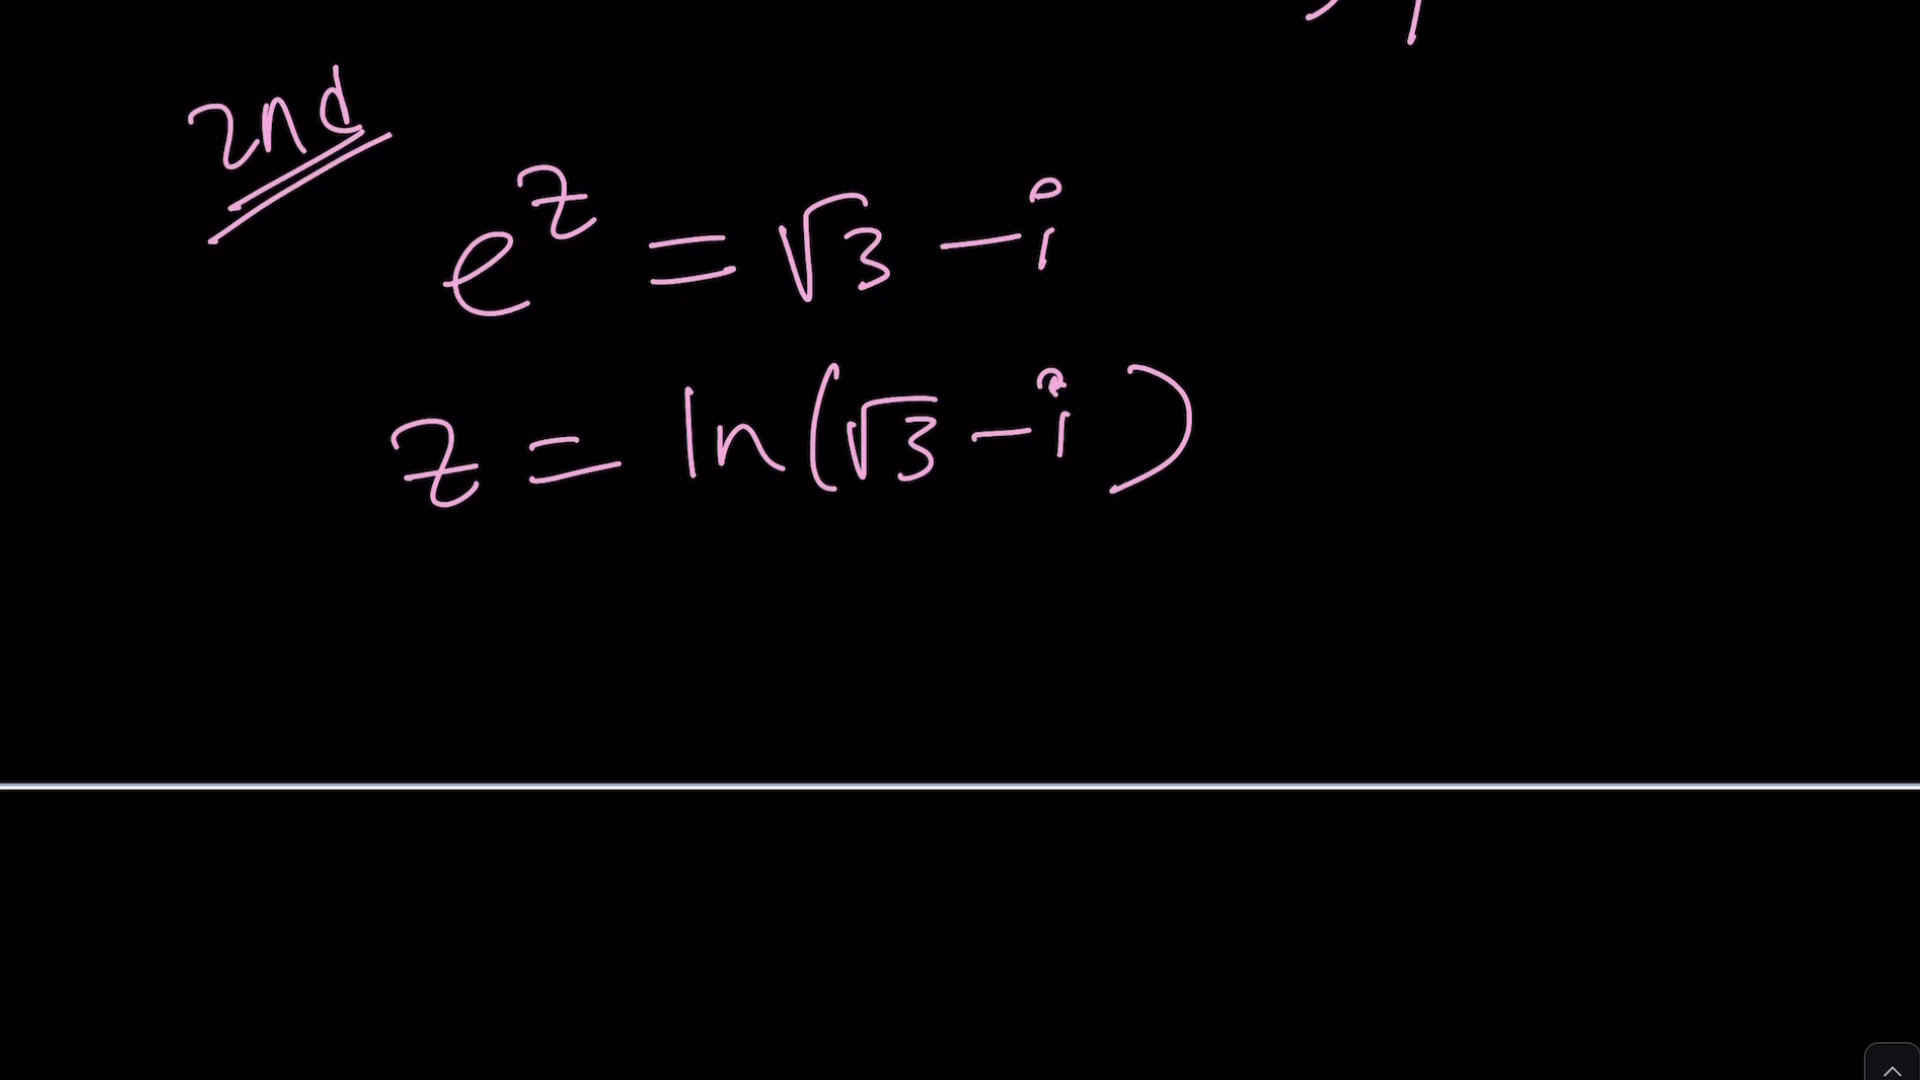 2nd
e^z = √3 − i
z = ln(√3 − i)